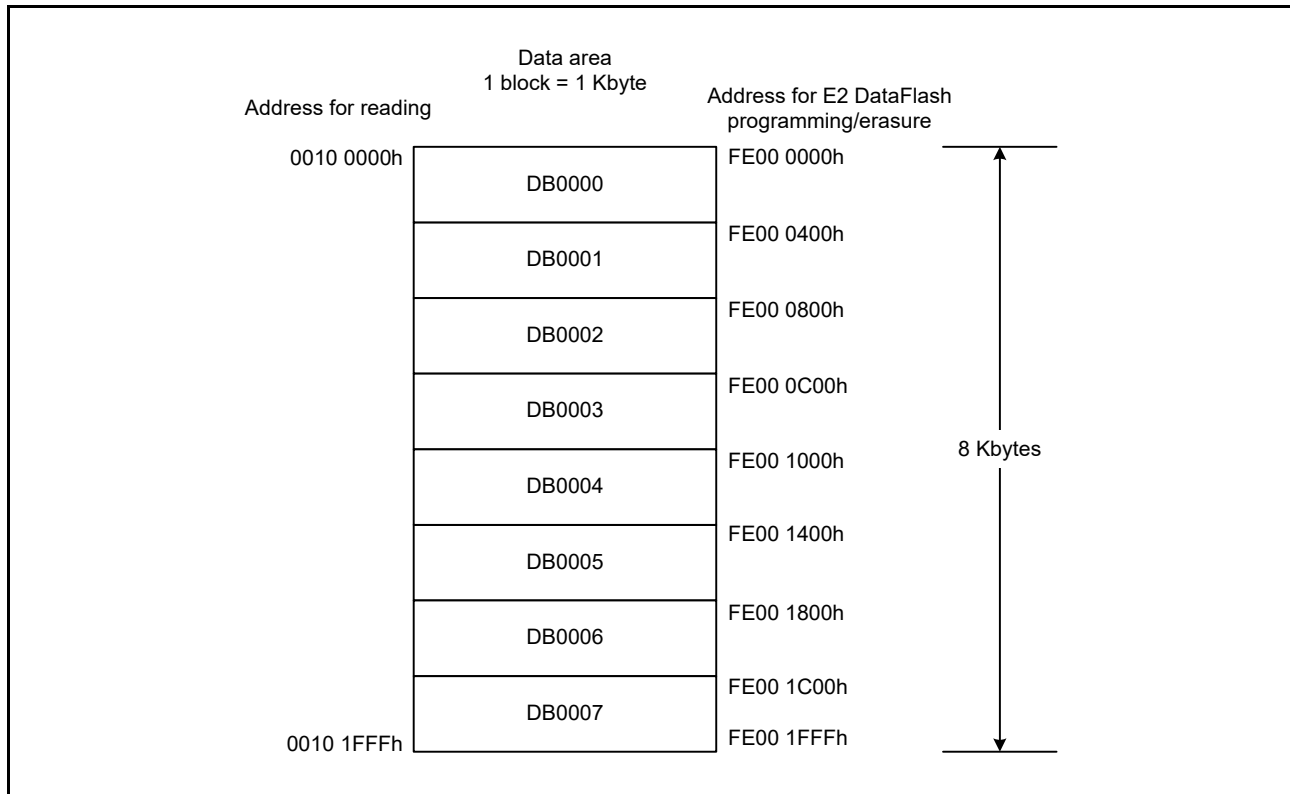 Data area
1 block = 1 Kbyte
Address for reading
Address for E2 DataFlash
programming/erasure
0010 0000h
FE00 0000h
DB0000
FE00 0400h
DB0001
FE00 0800h
DB0002
FE00 0C00h
DB0003
8 Kbytes
FE00 1000h
DB0004
FE00 1400h
DB0005
FE00 1800h
DB0006
FE00 1C00h
DB0007
0010 1FFFh
FE00 1FFFh